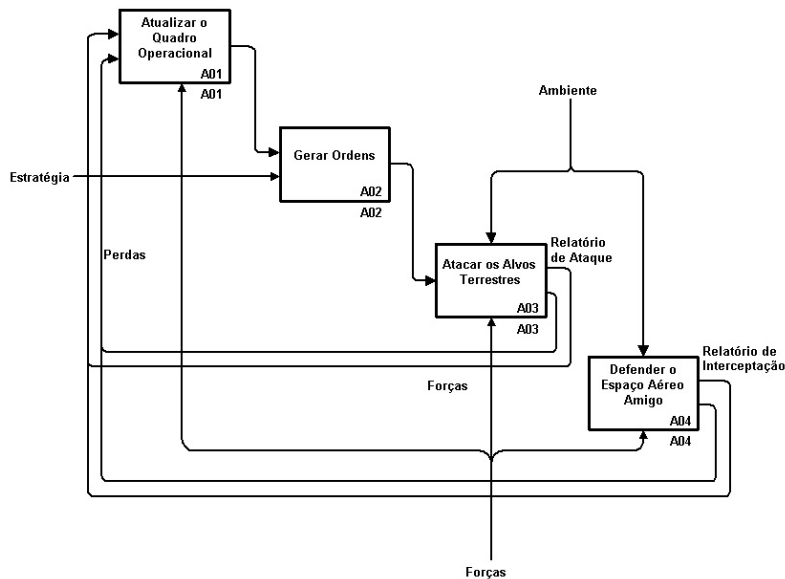 Atualizar o
Quadro
Operacional
A01
A01
Ambiente
Gerar Ordens
Estratégia
A02
A02
Perdas
Relatório
de Ataque
Atacar os Alvos
Terrestres
A03
A03
Relatório de
Interceptação
Defender o
Espaço Aéreo
Amigo
Forças
A04
A04
Forças